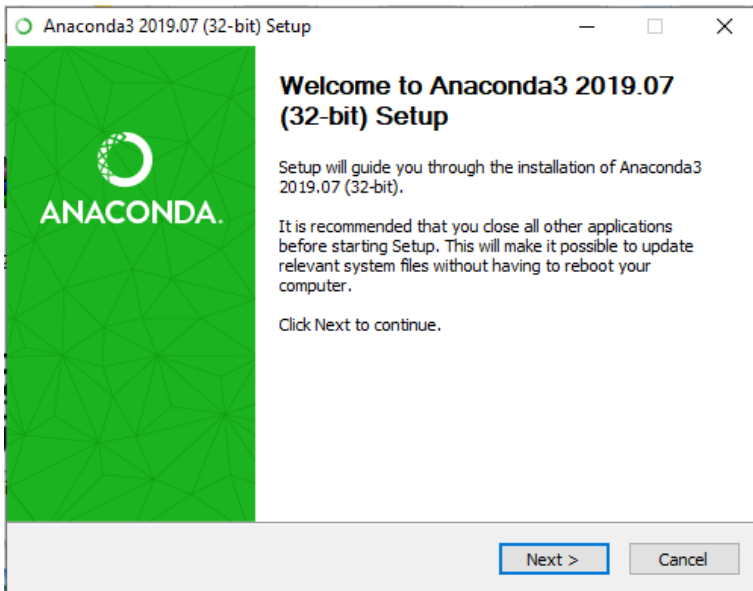 Anaconda3 2019.07 (32-bit) Setup
Welcome to Anaconda3 2019.07
(32-bit) Setup
Setup will guide you through the installation of Anaconda3
2019.07 (32-bit).
It is recommended that you close all other applications
before starting Setup. This will make it possible to update
relevant system files without having to reboot your
computer.
Click Next to continue.
ANACONDA.
Next >
Cancel